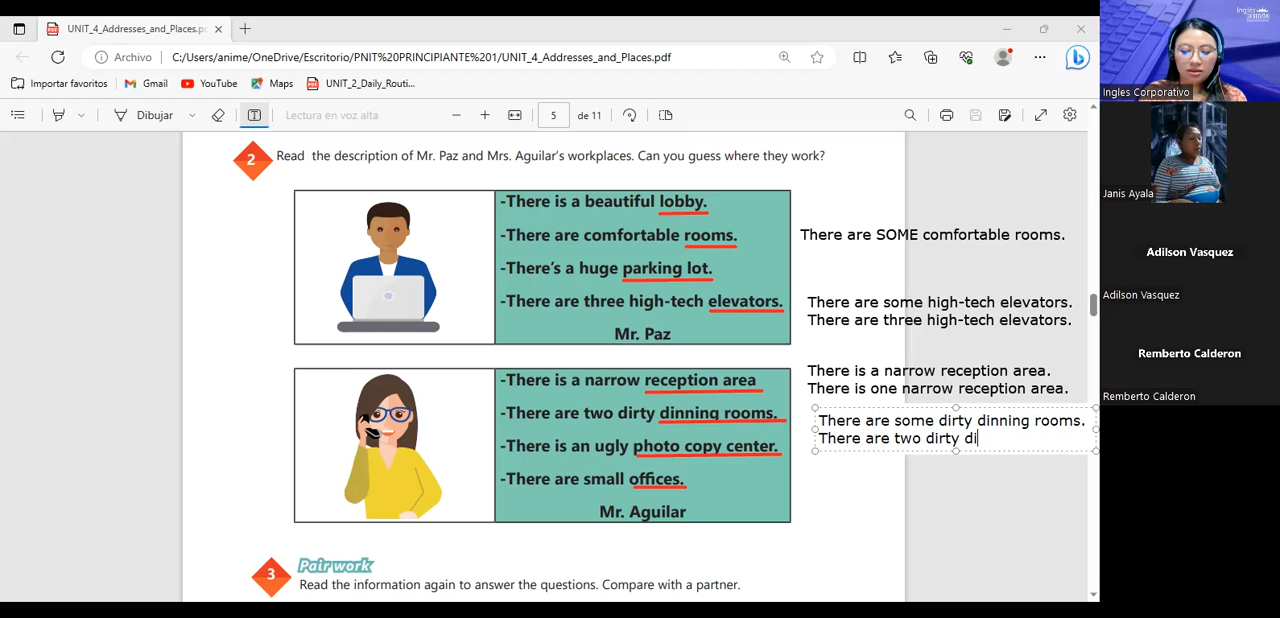 UNIT_4_Addresses_and_Places.pc
Archivo C:/Users/anime/OneDrive/Escritorio/PNIT%20PRINCIPIANTE%201/UNIT_4_Addresses_and_Places.pdf
Importar favoritos Gmail YouTube Maps UNIT_2_Daily_Routi...
Dibujar Lectura en voz alta 5 de 11
2 Read the description of Mr. Paz and Mrs. Aguilar's workplaces. Can you guess where they work?
-There is a beautiful lobby.
-There are comfortable rooms.
-There's a huge parking lot.
-There are three high-tech elevators.
Mr. Paz
There are SOME comfortable rooms.
There are some high-tech elevators.
There are three high-tech elevators.
-There is a narrow reception area
-There are two dirty dinning rooms.
-There is an ugly photo copy center.
-There are small offices.
Mr. Aguilar
There is a narrow reception area.
There is one narrow reception area.
There are some dirty dinning rooms.
There are two dirty di
3 Pair work
Read the information again to answer the questions. Compare with a partner.
Ingles Corporativo
Janis Ayala
Adilson Vasquez
Adilson Vasquez
Remberto Calderon
Remberto Calderon